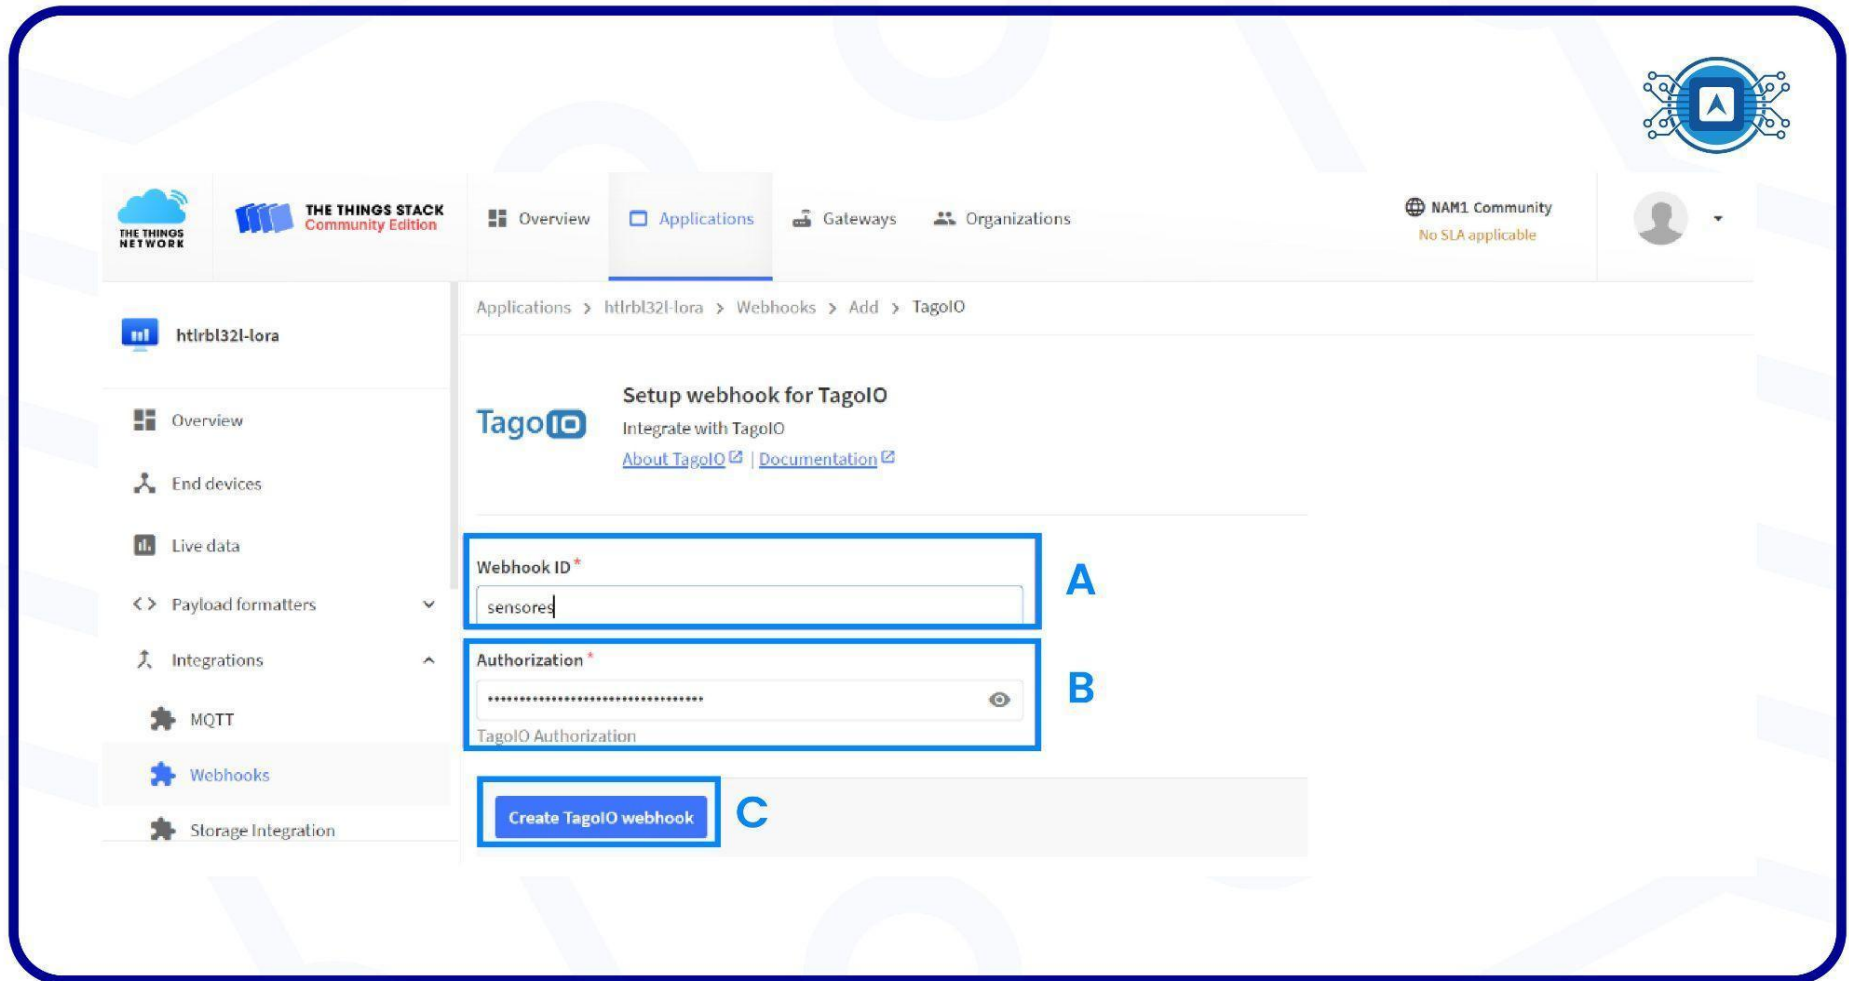 THE THINGS
NETWORK
THE THINGS STACK
Community Edition
Overview
Applications
Gateways
Organizations
NAM1 Community
No SLA applicable
htlrbl32l-lora
Applications > htlrbl32l-lora > Webhooks > Add > TagoIO
Overview
End devices
Live data
<> Payload formatters
Integrations
MQTT
Webhooks
Storage Integration
Tago IO
Setup webhook for TagoIO
Integrate with TagoIO
About TagoIO | Documentation
Webhook ID *
sensores
A
Authorization *
••••••••••••••••••••••••••••••••••
TagoIO Authorization
B
Create TagoIO webhook
C